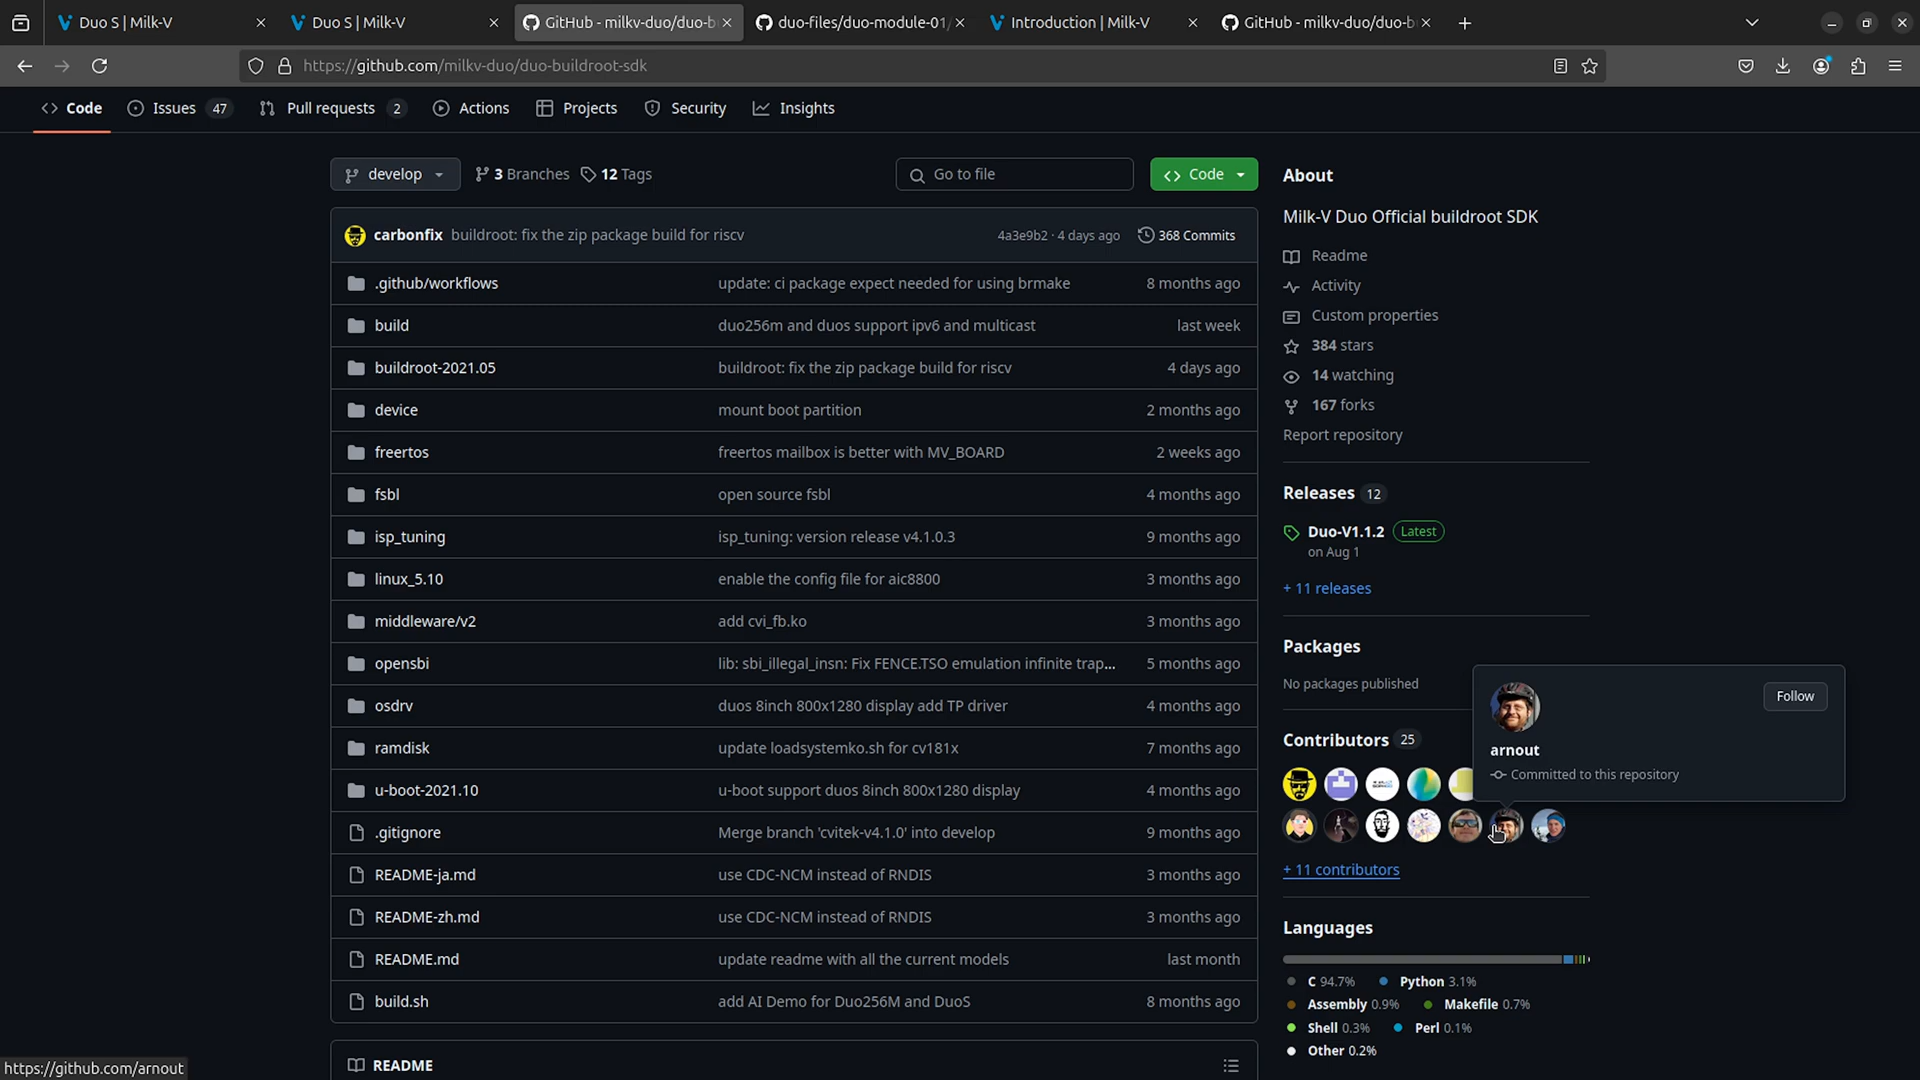 Duo S | Milk-V
Duo S | Milk-V
GitHub - milkv-duo/duo-b
duo-files/duo-module-01/
Introduction | Milk-V
GitHub - milkv-duo/duo-b
https://github.com/milkv-duo/duo-buildroot-sdk
Code
Issues 47
Pull requests 2
Actions
Projects
Security
Insights
develop
3 Branches
12 Tags
Go to file
Code
carbonfix buildroot: fix the zip package build for riscv 4a3e9b2 · 4 days ago 368 Commits
.github/workflows update: ci package expect needed for using brmake 8 months ago
build duo256m and duos support ipv6 and multicast last week
buildroot-2021.05 buildroot: fix the zip package build for riscv 4 days ago
device mount boot partition 2 months ago
freertos freertos mailbox is better with MV_BOARD 2 weeks ago
fsbl open source fsbl 4 months ago
isp_tuning isp_tuning: version release v4.1.0.3 9 months ago
linux_5.10 enable the config file for aic8800 3 months ago
middleware/v2 add cvi_fb.ko 3 months ago
opensbi lib: sbi_illegal_insn: Fix FENCE.TSO emulation infinite trap... 5 months ago
osdrv duos 8inch 800x1280 display add TP driver 4 months ago
ramdisk update loadsystemko.sh for cv181x 7 months ago
u-boot-2021.10 u-boot support duos 8inch 800x1280 display 4 months ago
.gitignore Merge branch 'cvitek-v4.1.0' into develop 9 months ago
README-ja.md use CDC-NCM instead of RNDIS 3 months ago
README-zh.md use CDC-NCM instead of RNDIS 3 months ago
README.md update readme with all the current models last month
build.sh add AI Demo for Duo256M and DuoS 8 months ago
README
About
Milk-V Duo Official buildroot SDK
Readme
Activity
Custom properties
384 stars
14 watching
167 forks
Report repository
Releases 12
Duo-V1.1.2 Latest
on Aug 1
+ 11 releases
Packages
No packages published
Contributors 25
Follow
arnout
Committed to this repository
+ 11 contributors
Languages
C 94.7% Python 3.1%
Assembly 0.9% Makefile 0.7%
Shell 0.3% Perl 0.1%
Other 0.2%
https://github.com/arnout